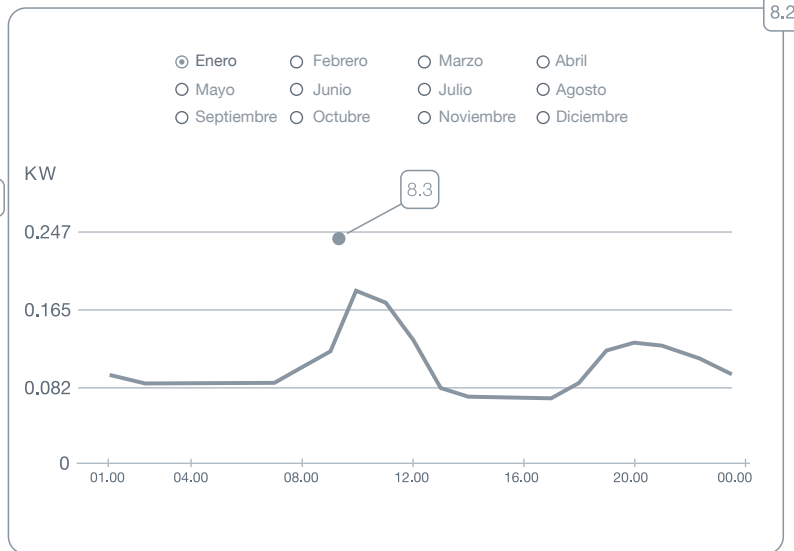 8.2
Enero Febrero Marzo Abril
Mayo Junio Julio Agosto
Septiembre Octubre Noviembre Diciembre
KW
8.3
0.247
0.165
0.082
0
01.00 04.00 08.00 12.00 16.00 20.00 00.00